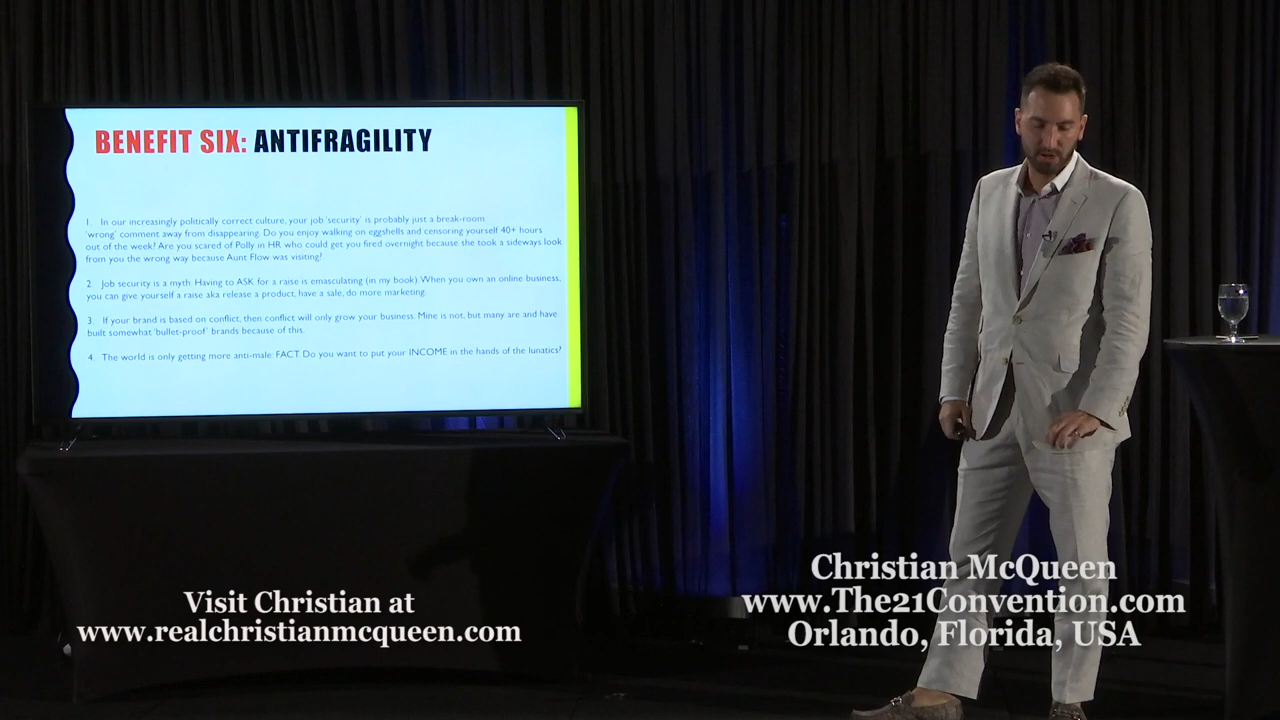 BENEFIT SIX: ANTIFRAGILITY
1. In our increasingly politically correct culture, your job 'security' is probably just a break-room
'wrong' comment away from disappearing. Do you enjoy walking on eggshells and censoring yourself 40+ hours
out of the week? Are you scared of Polly in HR who could get you fired overnight because she took a sideways look
from you the wrong way because Aunt Flow was visiting?
2. Job security is a myth. Having to ASK for a raise is emasculating (in my book). When you own an online business,
you can give yourself a raise aka release a product, have a sale, do more marketing.
3. If your brand is based on conflict, then conflict will only grow your business. Mine is not, but many are and have
built somewhat 'bullet-proof' brands because of this.
4. The world is only getting more anti-male. FACT. Do you want to put your INCOME in the hands of the lunatics?
Visit Christian at
www.realchristianmcqueen.com
Christian McQueen
www.The21Convention.com
Orlando, Florida, USA